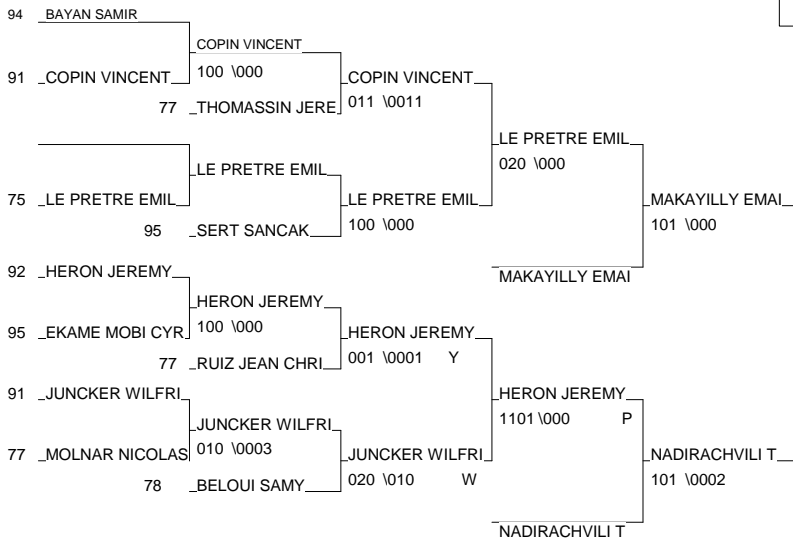 94 BAYAN SAMIR
COPIN VINCENT
91 COPIN VINCENT 100 \000 COPIN VINCENT
77 THOMASSIN JERE 011 \0011
LE PRETRE EMIL
LE PRETRE EMIL 020 \000
75 LE PRETRE EMIL LE PRETRE EMIL MAKAYILLY EMAI
95 SERT SANCAK 100 \000 101 \000
92 HERON JEREMY MAKAYILLY EMAI
HERON JEREMY
95 EKAME MOBI CYR 100 \000 HERON JEREMY
77 RUIZ JEAN CHRI 001 \0001 Y
91 JUNCKER WILFRI HERON JEREMY
JUNCKER WILFRI 1101 \000 P
77 MOLNAR NICOLAS 010 \0003 JUNCKER WILFRI NADIRACHVILI T
78 BELOUI SAMY 020 \010 W 101 \0002
NADIRACHVILI T